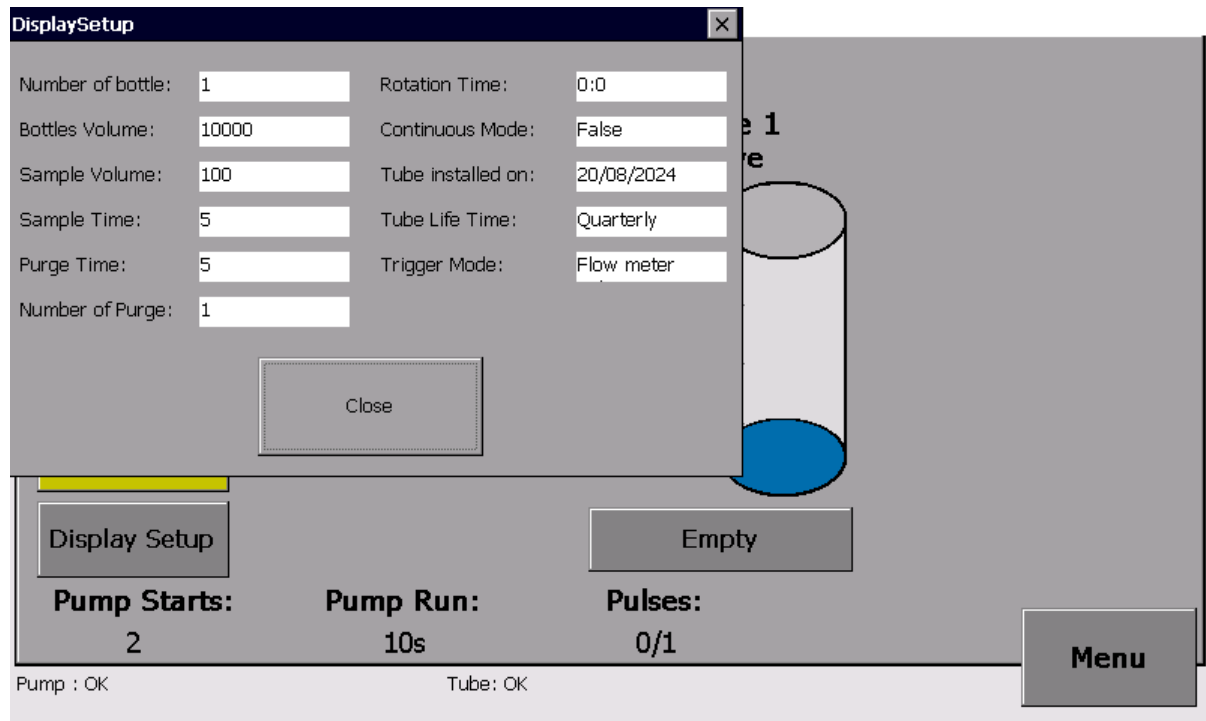 DisplaySetup
Number of bottle: 1 Rotation Time: 0:0
Bottles Volume: 10000 Continuous Mode: False
Sample Volume: 100 Tube installed on: 20/08/2024
Sample Time: 5 Tube Life Time: Quarterly
Purge Time: 5 Trigger Mode: Flow meter
Number of Purge: 1
Close
1
Display Setup Empty
Pump Starts: Pump Run: Pulses:
2 10s 0/1
Menu
Pump : OK Tube: OK